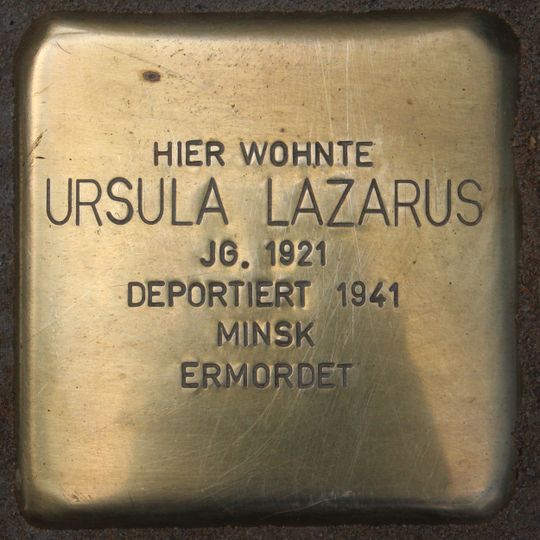 HIER WOHNTE
URSULA LAZARUS
JG. 1921
DEPORTIERT 1941
MINSK
ERMORDET